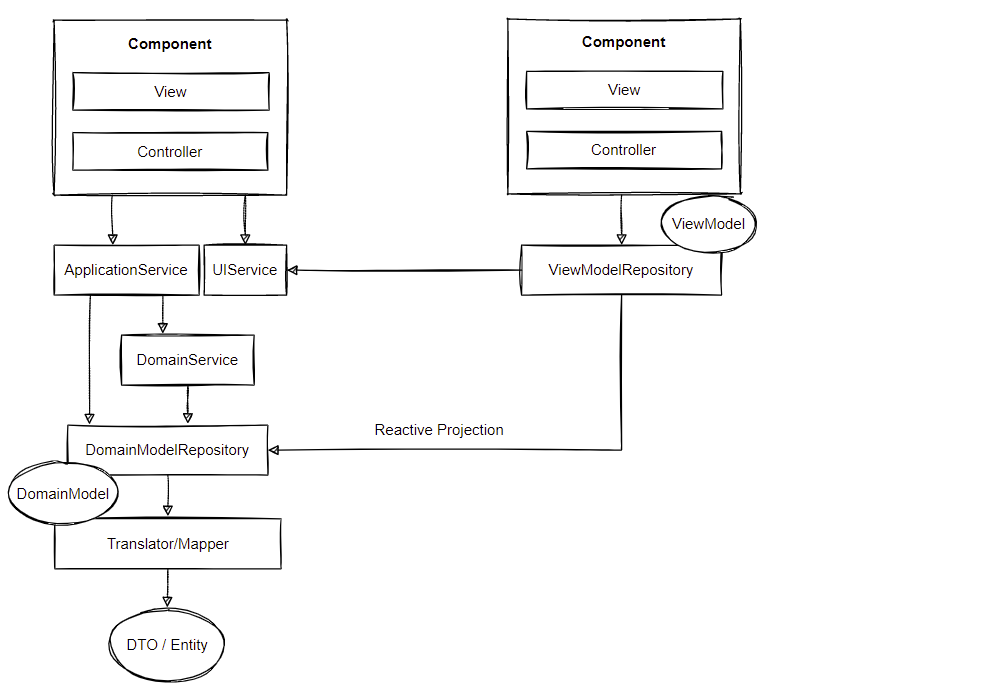 Component
View
Controller
Component
View
Controller
ViewModel
ApplicationService
UIService
ViewModelRepository
DomainService
Reactive Projection
DomainModelRepository
DomainModel
Translator/Mapper
DTO / Entity